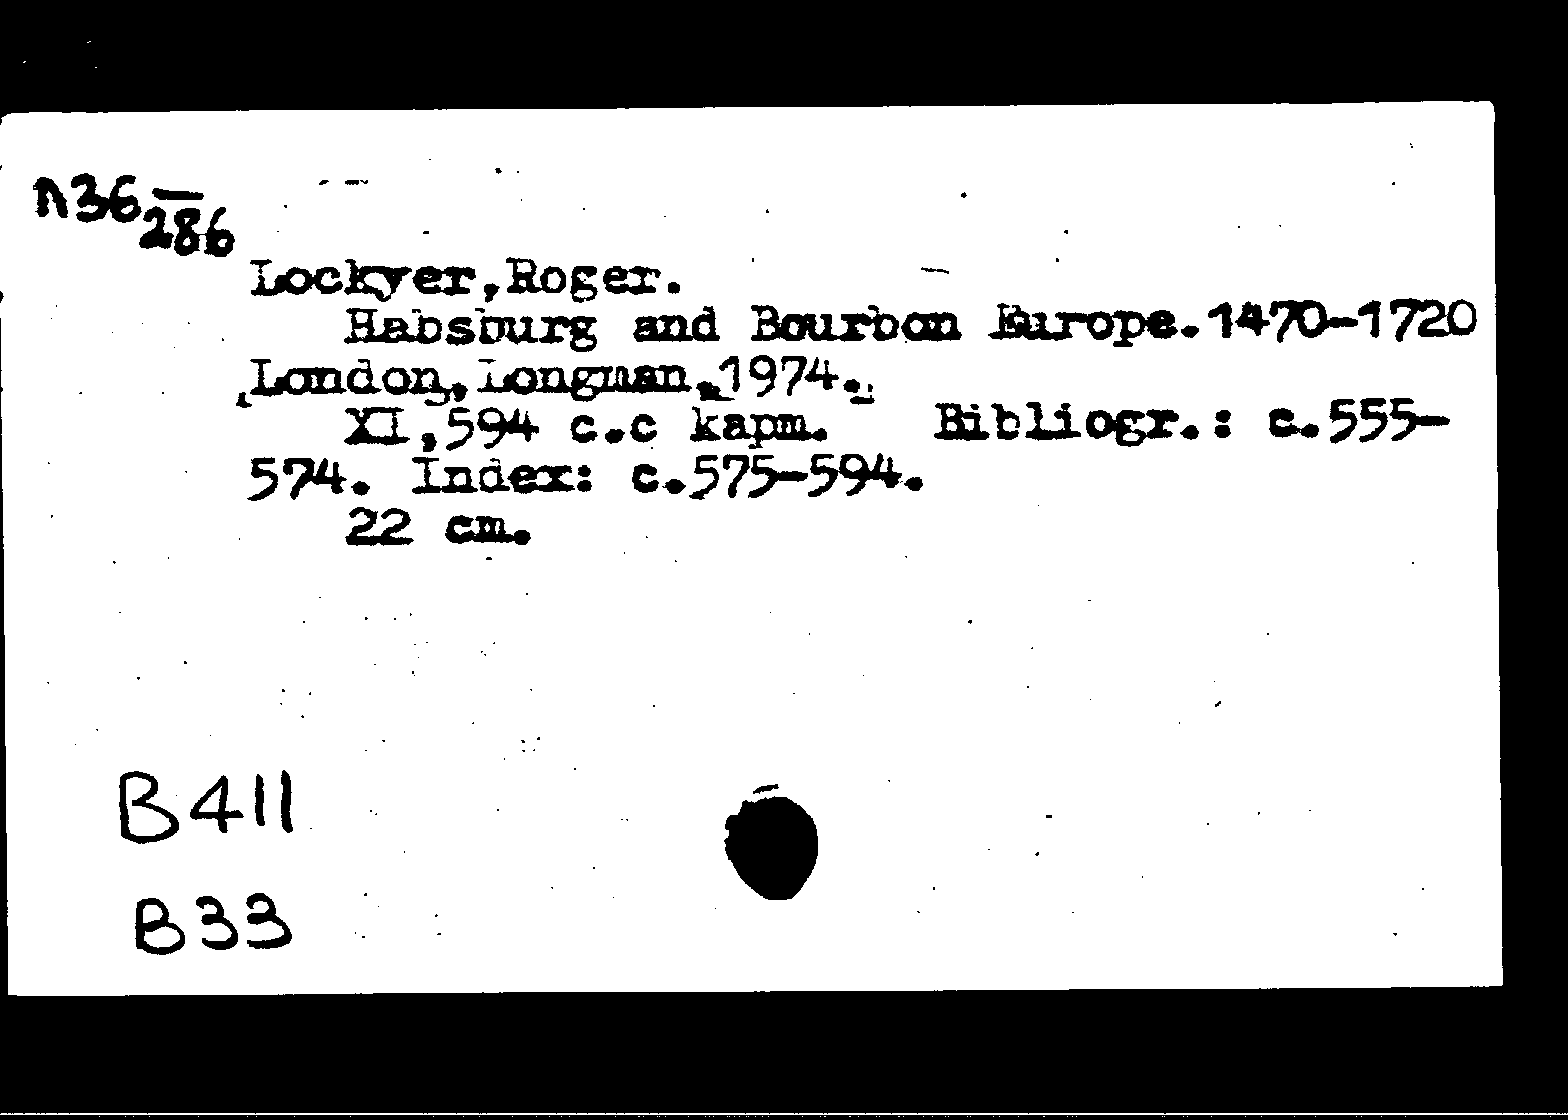 п36—
286
Lockyer,Roger.
Habsburg and Bourbon Europe.1470-1720
London,Longman,1974.
XI,594 с.с карт. Bibliogr.: с.555-
574. Index: с.575-594.
22 cm.
B411
B33